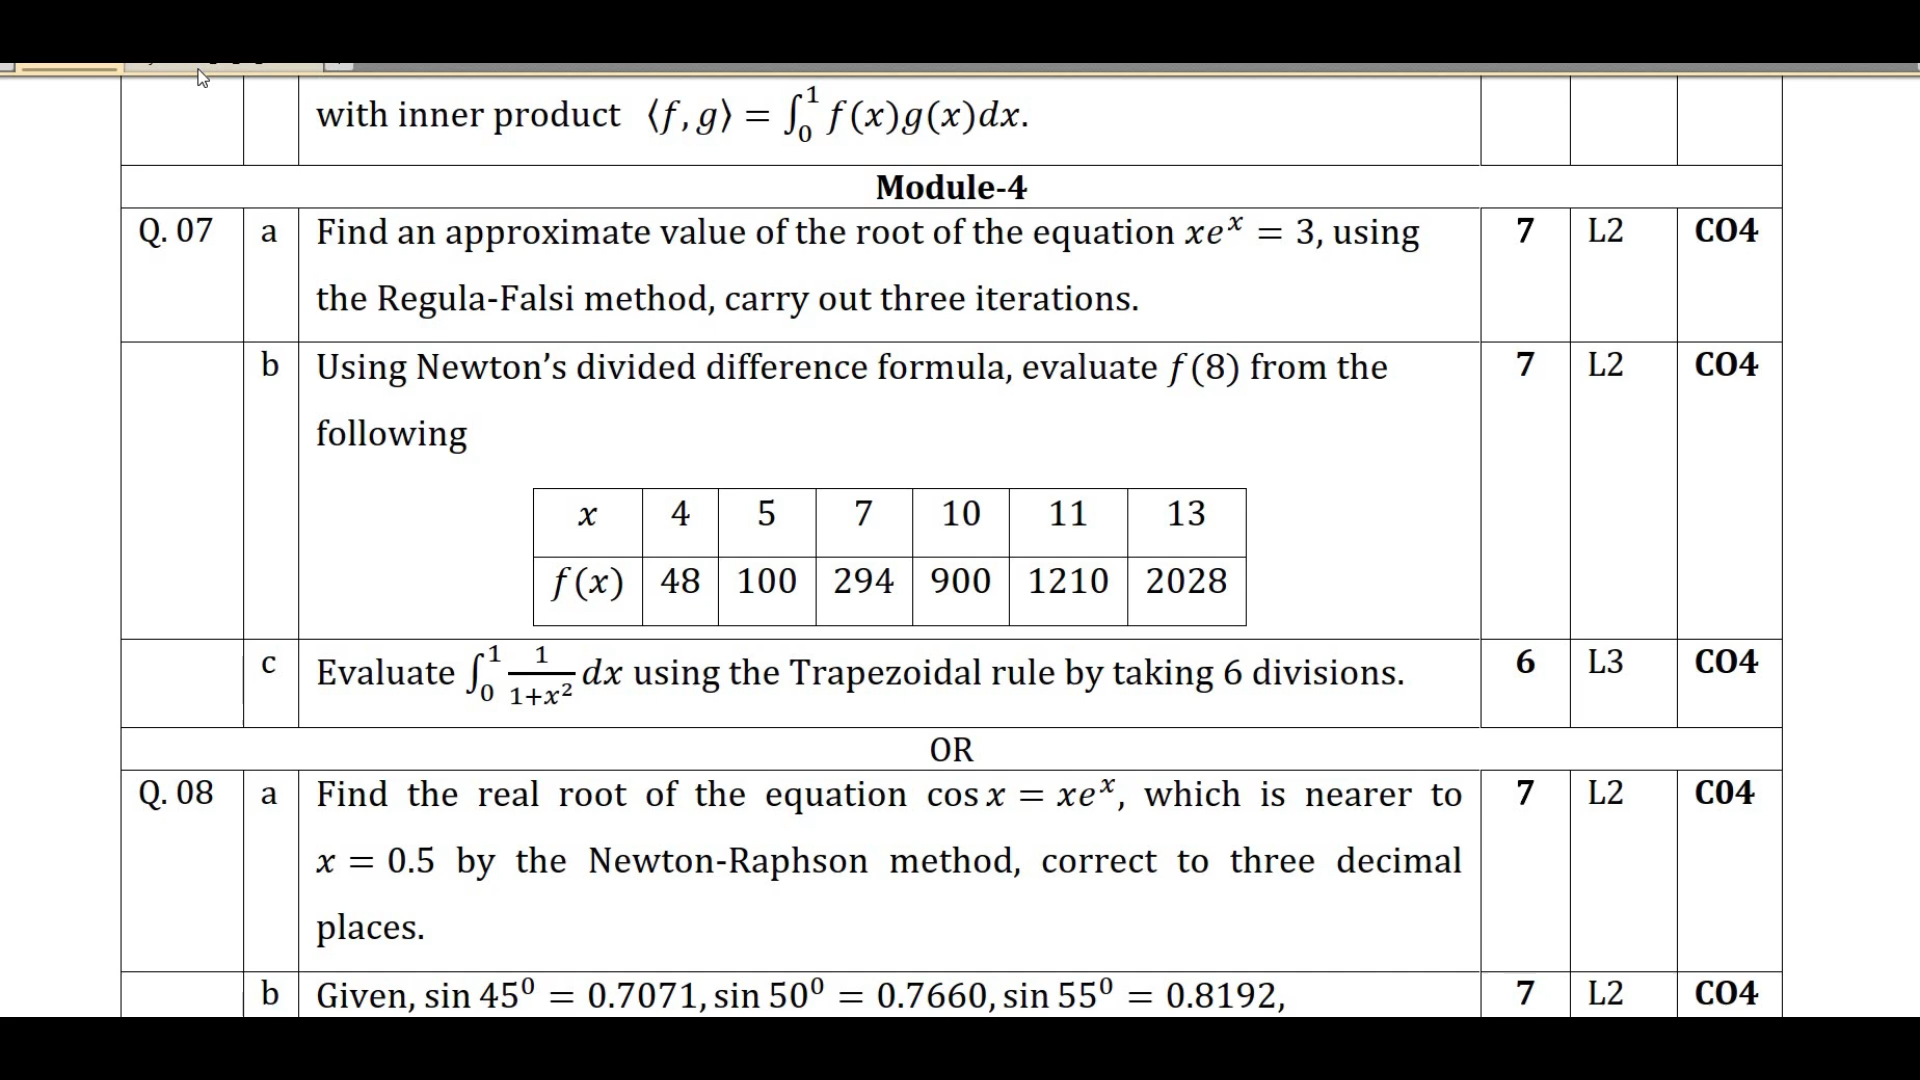 with inner product ⟨f, g⟩ = ∫₀¹ f(x)g(x)dx.
Module-4
Q. 07 a Find an approximate value of the root of the equation xeˣ = 3, using 7 L2 CO4
the Regula-Falsi method, carry out three iterations.
b Using Newton’s divided difference formula, evaluate f(8) from the 7 L2 CO4
following
x 4 5 7 10 11 13
f(x) 48 100 294 900 1210 2028
c Evaluate ∫₀¹ 1/(1+x²) dx using the Trapezoidal rule by taking 6 divisions. 6 L3 CO4
OR
Q. 08 a Find the real root of the equation cos x = xeˣ, which is nearer to 7 L2 C04
x = 0.5 by the Newton-Raphson method, correct to three decimal
places.
b Given, sin 45⁰ = 0.7071, sin 50⁰ = 0.7660, sin 55⁰ = 0.8192, 7 L2 CO4